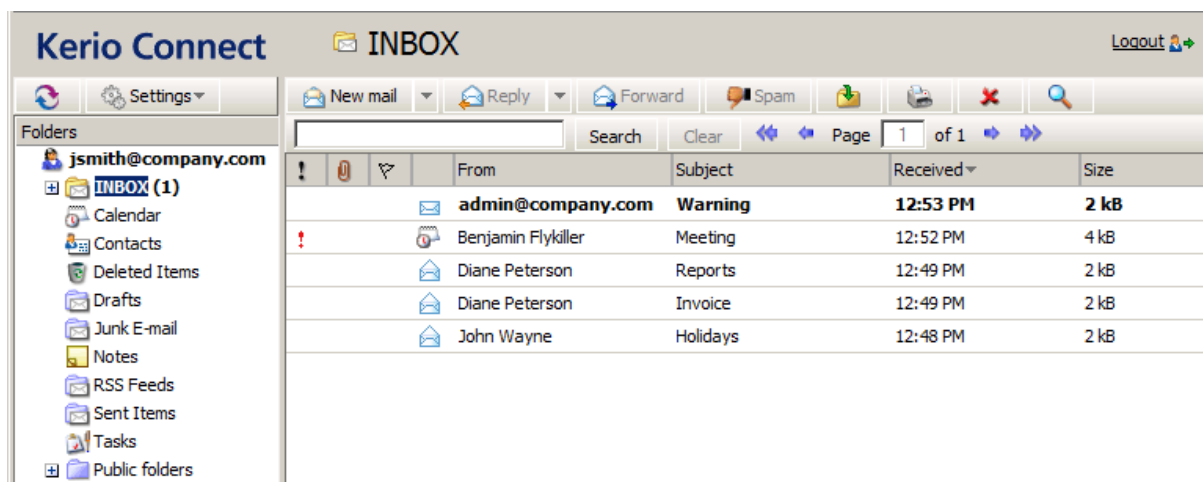 Kerio Connect INBOX Logout
Settings New mail Reply Forward Spam
Folders Search Clear Page 1 of 1
jsmith@company.com
! From Subject Received Size
INBOX (1)
admin@company.com Warning 12:53 PM 2 kB
Calendar
! Benjamin Flykiller Meeting 12:52 PM 4 kB
Contacts
Deleted Items
Diane Peterson Reports 12:49 PM 2 kB
Drafts
Diane Peterson Invoice 12:49 PM 2 kB
Junk E-mail
John Wayne Holidays 12:48 PM 2 kB
Notes
RSS Feeds
Sent Items
Tasks
Public folders